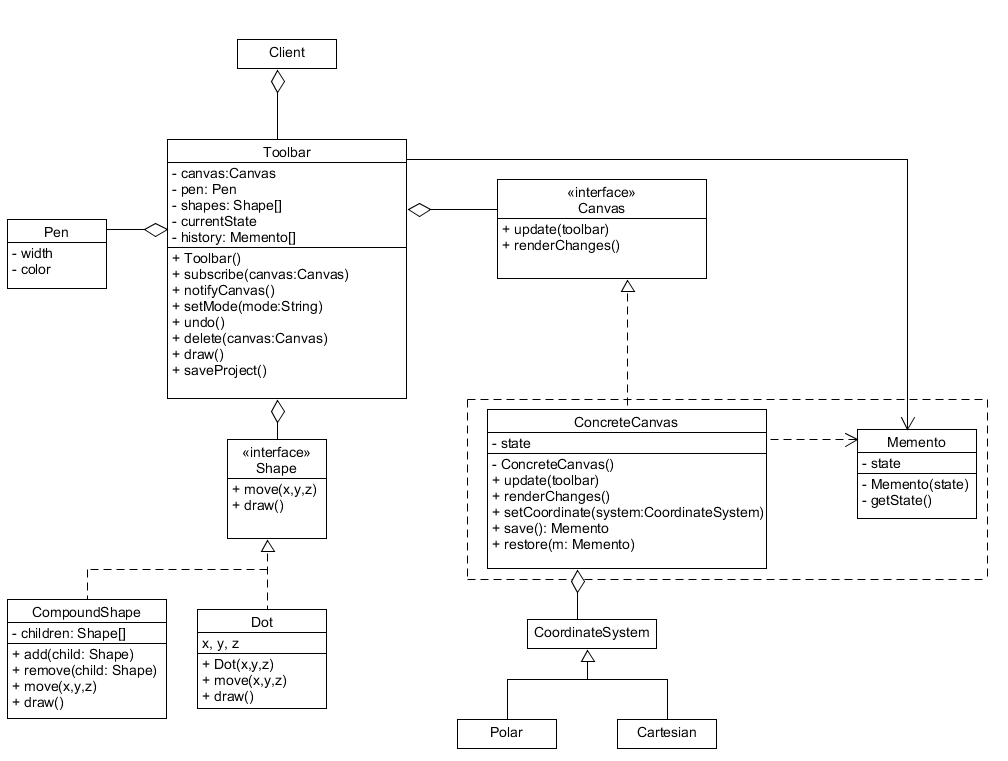 Client
Toolbar
- canvas:Canvas
- pen: Pen
- shapes: Shape[]
- currentState
- history: Memento[]
+ Toolbar()
+ subscribe(canvas:Canvas)
+ notifyCanvas()
+ setMode(mode:String)
+ undo()
+ delete(canvas:Canvas)
+ draw()
+ saveProject()
«interface»
Canvas
+ update(toolbar)
+ renderChanges()
Pen
- width
- color
«interface»
Shape
+ move(x,y,z)
+ draw()
ConcreteCanvas
- state
- ConcreteCanvas()
+ update(toolbar)
+ renderChanges()
+ setCoordinate(system:CoordinateSystem)
+ save(): Memento
+ restore(m: Memento)
Memento
- state
- Memento(state)
- getState()
CompoundShape
- children: Shape[]
+ add(child: Shape)
+ remove(child: Shape)
+ move(x,y,z)
+ draw()
Dot
x, y, z
+ Dot(x,y,z)
+ move(x,y,z)
+ draw()
CoordinateSystem
Polar
Cartesian